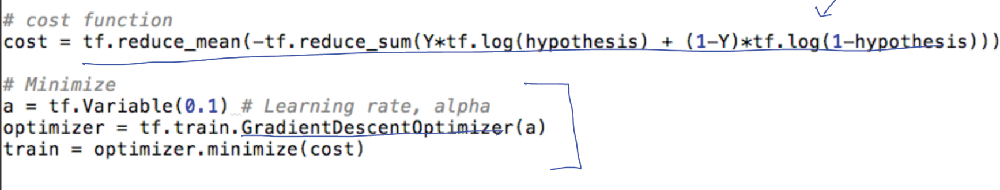 # cost function
cost = tf.reduce_mean(-tf.reduce_sum(Y*tf.log(hypothesis) + (1-Y)*tf.log(1-hypothesis)))
# Minimize
a = tf.Variable(0.1) # Learning rate, alpha
optimizer = tf.train.GradientDescentOptimizer(a)
train = optimizer.minimize(cost)